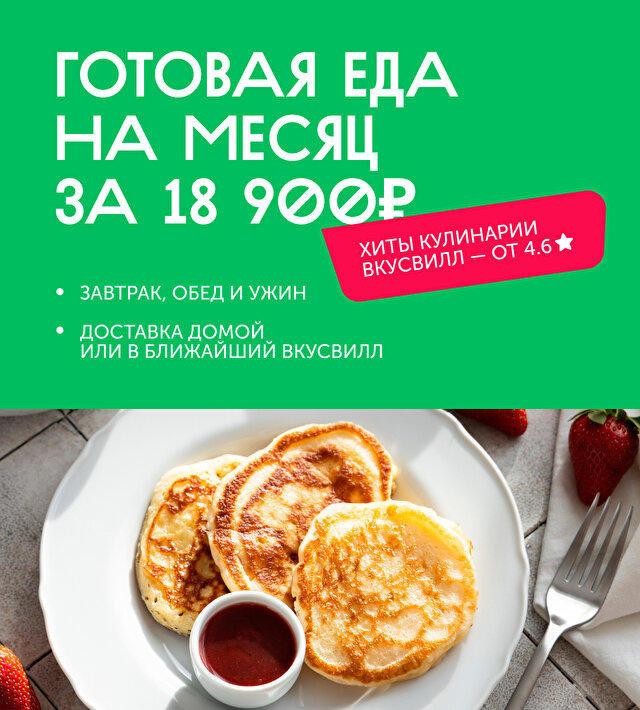 ГОТОВАЯ ЕДА
НА МЕСЯЦ
ЗА 18 900₽
ХИТЫ КУЛИНАРИИ
ВКУСВИЛЛ — ОТ 4.6★
• ЗАВТРАК, ОБЕД И УЖИН
• ДОСТАВКА ДОМОЙ
ИЛИ В БЛИЖАЙШИЙ ВКУСВИЛЛ